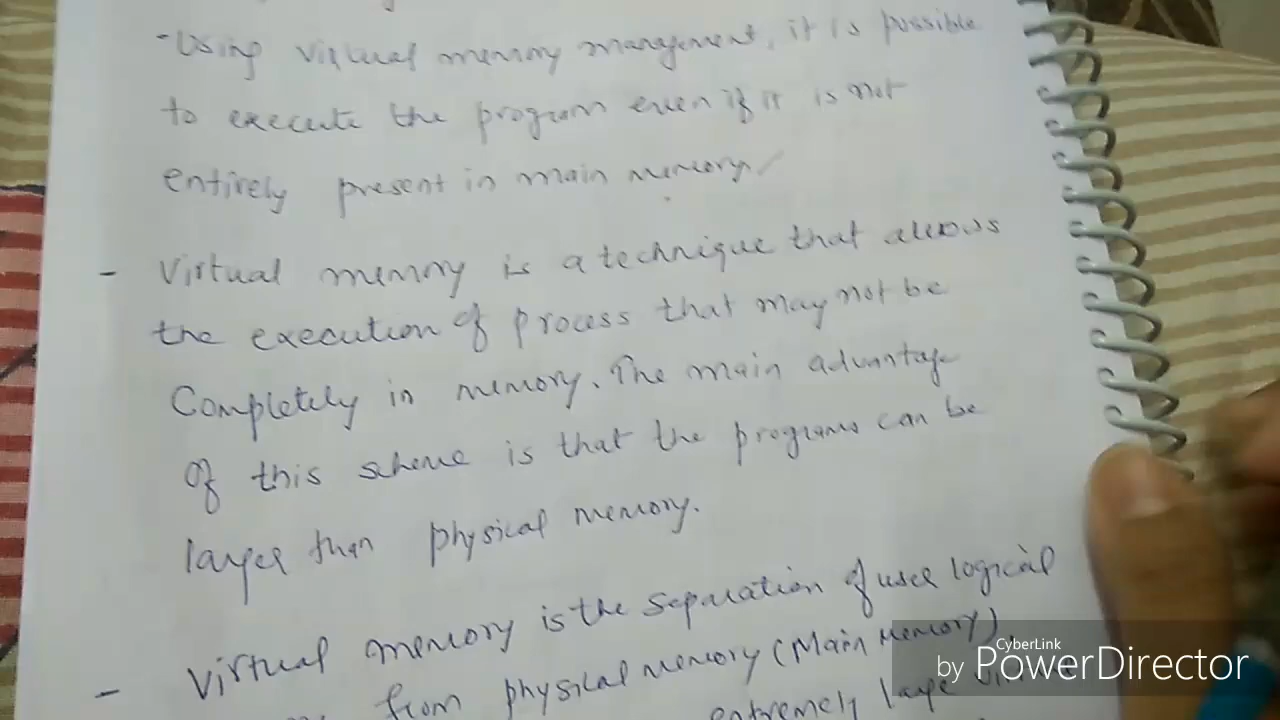 - Using virtual memory management, it is possible
to execute the program even if it is not
entirely present in main memory.
- Virtual memory is a technique that allows
the execution of process that may not be
Completely in memory. The main advantage
of this scheme is that the programs can be
larger than physical memory.
- Virtual memory is the separation of user logical
from physical memory (Main Memory)
extremely large
CyberLink
by PowerDirector